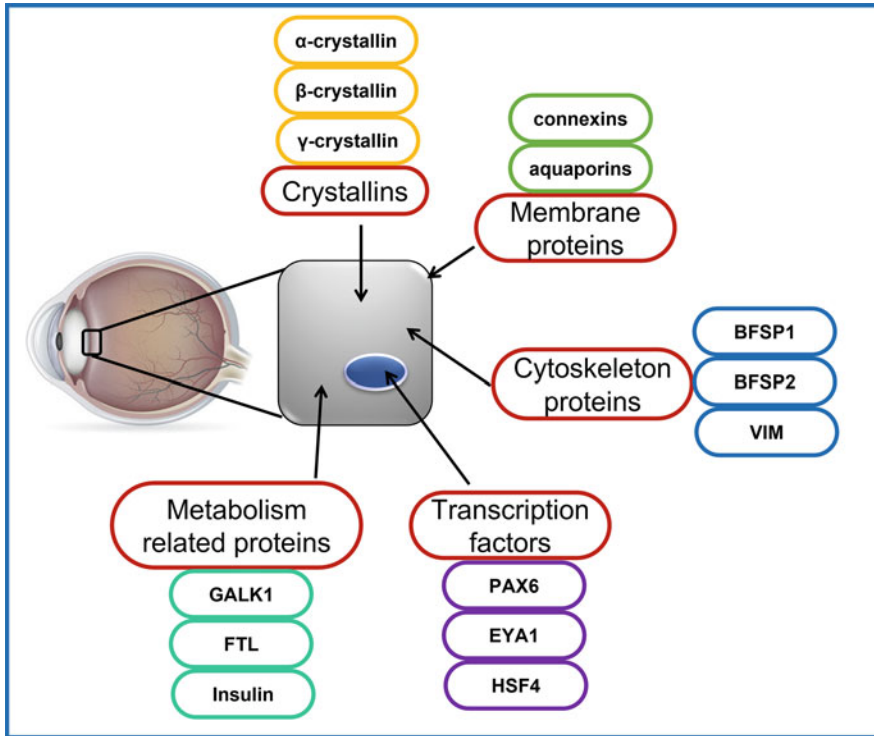 α-crystallin
β-crystallin
γ-crystallin
Crystallins
connexins
aquaporins
Membrane
proteins
Cytoskeleton
proteins
BFSP1
BFSP2
VIM
Metabolism
related proteins
GALK1
FTL
Insulin
Transcription
factors
PAX6
EYA1
HSF4